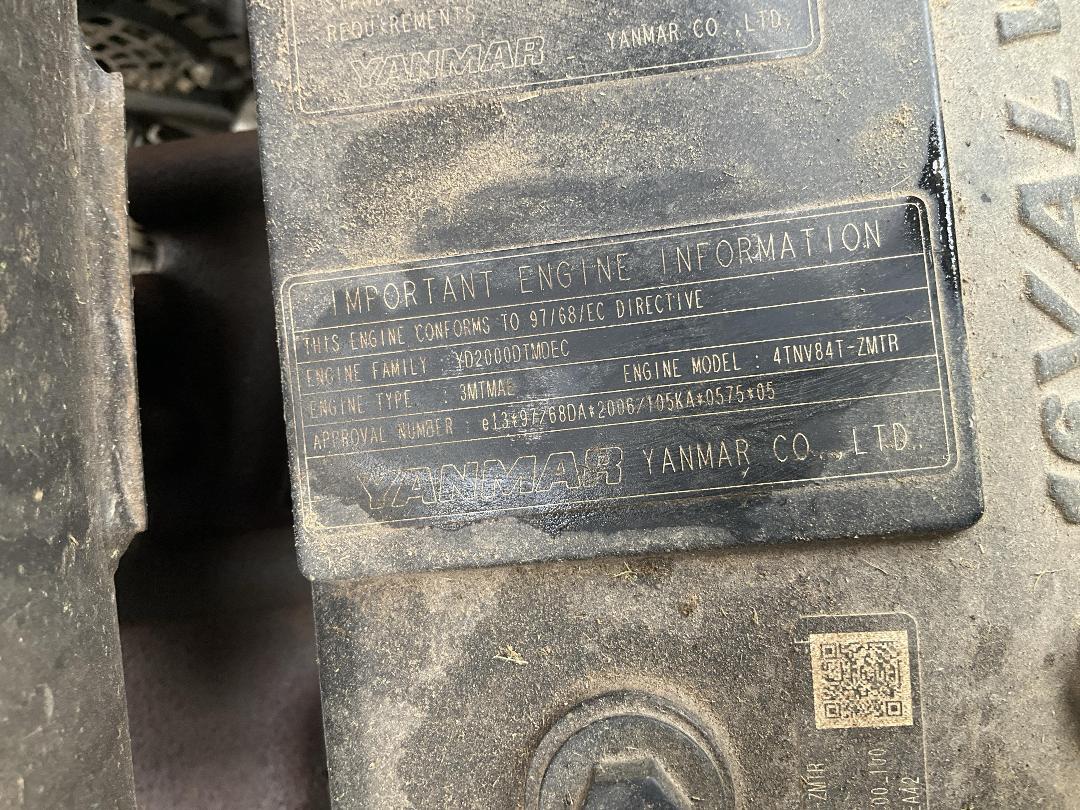 REQUIREMENTS
YANMAR YANMAR CO.,LTD.
IMPORTANT ENGINE INFORMATION
THIS ENGINE CONFORMS TO 97/68/EC DIRECTIVE
ENGINE FAMILY : YD2000DTMDEC
ENGINE TYPE. : 3MTMAE ENGINE MODEL : 4TNV84T-ZMTR
APPROVAL NUMBER : e13*97/68DA*2006/105KA*0575*05
YANMAR YANMAR CO., LTD.
ZMTR
A42